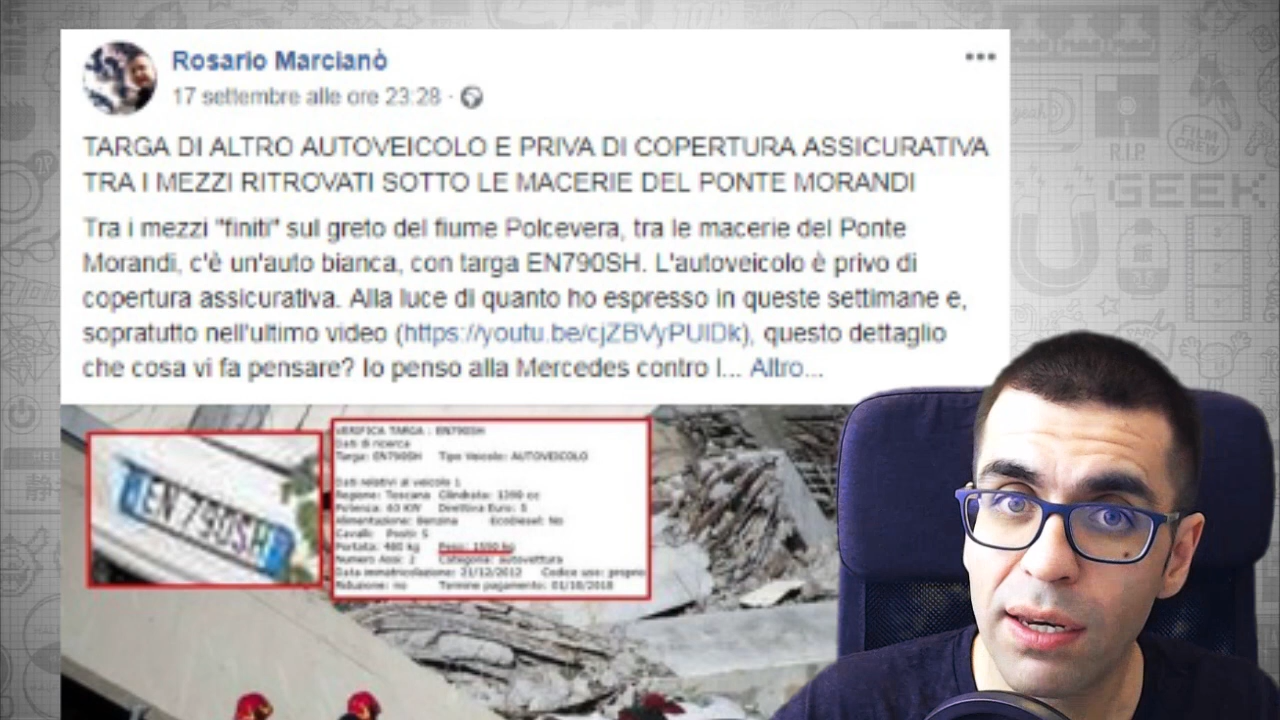 Rosario Marcianò
17 settembre alle ore 23:28
TARGA DI ALTRO AUTOVEICOLO E PRIVA DI COPERTURA ASSICURATIVA
TRA I MEZZI RITROVATI SOTTO LE MACERIE DEL PONTE MORANDI
Tra i mezzi "finiti" sul greto del fiume Polcevera, tra le macerie del Ponte
Morandi, c'è un'auto bianca, con targa EN790SH. L'autoveicolo è privo di
copertura assicurativa. Alla luce di quanto ho espresso in queste settimane e,
sopratutto nell'ultimo video (https://youtu.be/cjZBVyPUIDk), questo dettaglio
che cosa vi fa pensare? Io penso alla Mercedes contro l... Altro...
EN 790SH
VERIFICA TARGA : EN790SH
Dati di ricerca
Targa: EN790SH Tipo Veicolo: AUTOVEICOLO
Dati relativi al veicolo 1
Regione: Toscana Cilindrata: 1390 cc
Potenza: 63 KW Direttiva Euro: 5
Alimentazione: Benzina EcoDiesel: No
Cavalli: Posti: 5
Portata: 480 kg Peso: 1590 kg
Numero Assi: 2 Categoria: autovettura
Data immatricolazione: 21/12/2012 Codice uso: proprio
Riduzione: no Termine pagamento: 01/10/2018
GEEK
FILM
CREW
R.I.P.